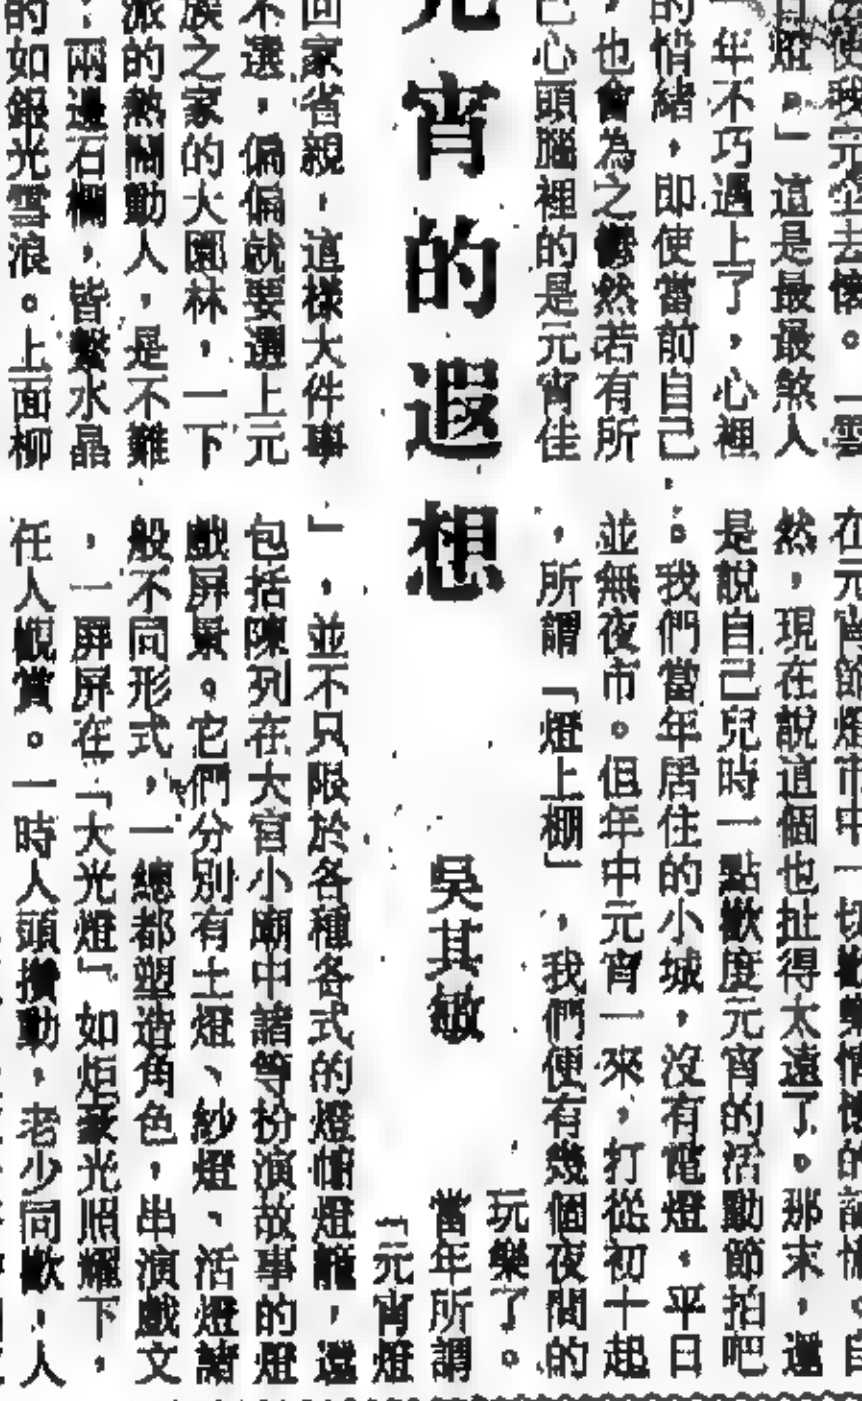 我完全去懷。一雲
燈。」這是最最煞人
年不巧遇上了,心裡
的情緒,即使當前自己
,也會為之鬱然若有所
己心頭腦裡的是元宵佳
元宵的遐想
吳其敏
回家省親,這樣大件事
不選,偏偏就要選上元
族之家的大園林,一下
派的熱鬧動人,是不難
:兩邊石欄,皆繫水晶
的如銀光雪浪。上面柳
在元宵節燈市中一切歡樂情懷的記憶。自
然,現在說這個也扯得太遠了。那末,還
是說自己兒時一點歡度元宵的活動節拍吧
。我們當年居住的小城,沒有電燈,平日
並無夜市。但年中元宵一來,打從初十起
,所謂「燈上棚」,我們便有幾個夜間的
玩樂了。
當年所謂
「元宵燈
」,並不只限於各種各式的燈帷燈籠,還
包括陳列在大宮小廟中諸等扮演故事的燈
戲屏景。它們分別有土燈、紗燈、活燈諸
般不同形式,一總都塑造角色,串演戲文
,一屏屏在「大光燈」如炬豪光照耀下,
任人觀賞。一時人頭攢動,老少同歡,人